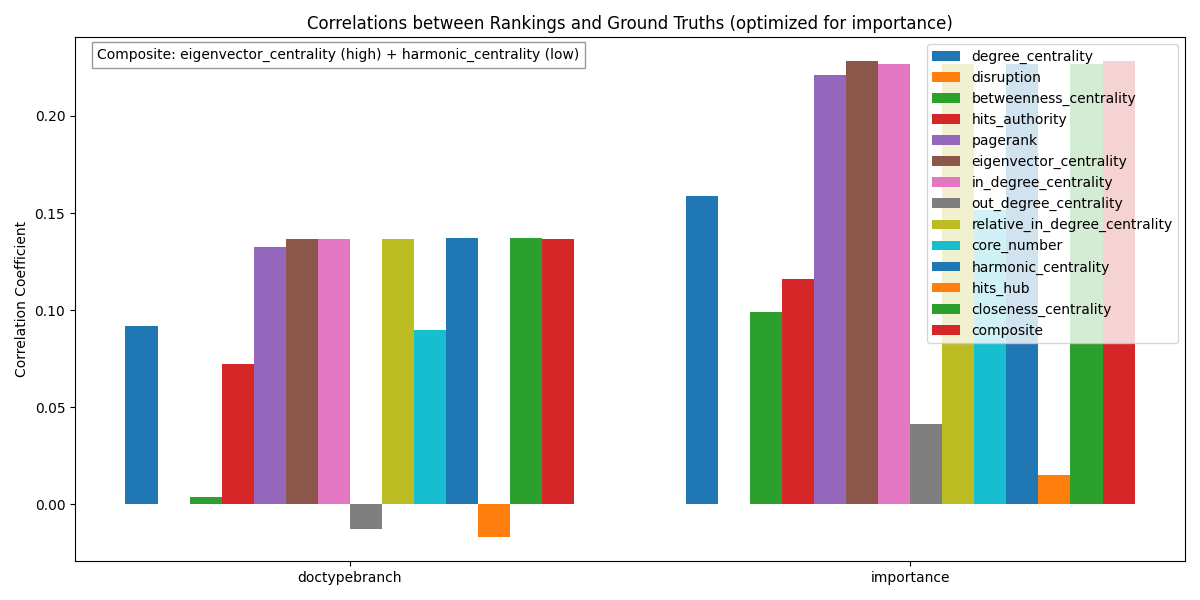 Correlations between Rankings and Ground Truths (optimized for importance)
Composite: eigenvector_centrality (high) + harmonic_centrality (low)
degree_centrality
disruption
betweenness_centrality
hits_authority
pagerank
eigenvector_centrality
in_degree_centrality
out_degree_centrality
relative_in_degree_centrality
core_number
harmonic_centrality
hits_hub
closeness_centrality
composite
Correlation Coefficient
0.20
0.15
0.10
0.05
0.00
doctypebranch
importance